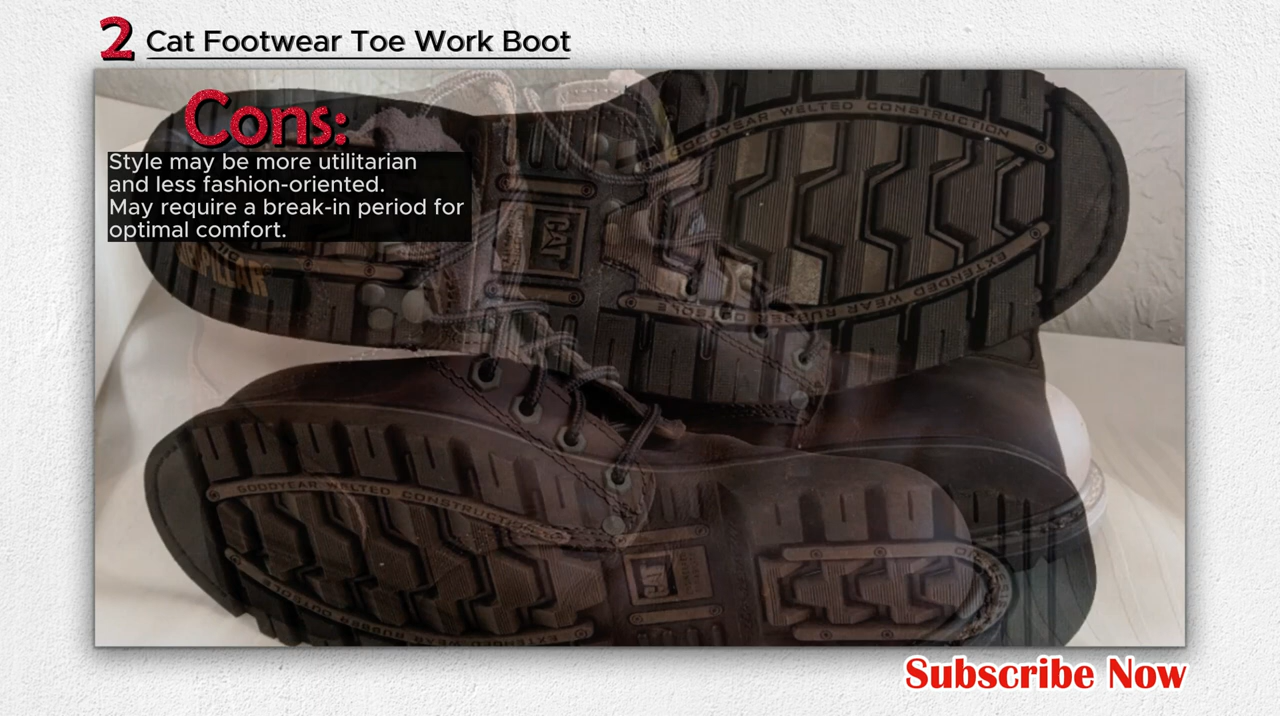 2 Cat Footwear Toe Work Boot
Cons:
Style may be more utilitarian
and less fashion-oriented.
May require a break-in period for
optimal comfort.
GOODYEAR WELTED CONSTRUCTION
CAT
EXTENDED WEAR RUBBER OUTSOLE
GOODYEAR WELTED CONSTRUCTION
EXTENDED WEAR RUBBER OUTSOLE
Subscribe Now